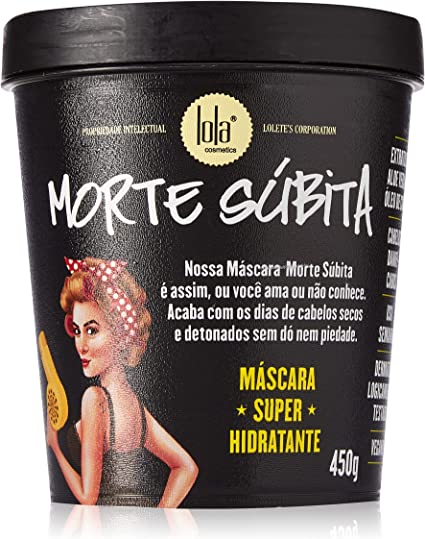 PROPRIEDADE INTELECTUAL
lola®
cosmetics
LOLETE'S CORPORATION
MORTE SÚBITA
Nossa Máscara Morte Súbita
é assim, ou você ama ou não conhece.
Acaba com os dias de cabelos secos
e detonados sem dó nem piedade.
MÁSCARA
SUPER
HIDRATANTE
450g